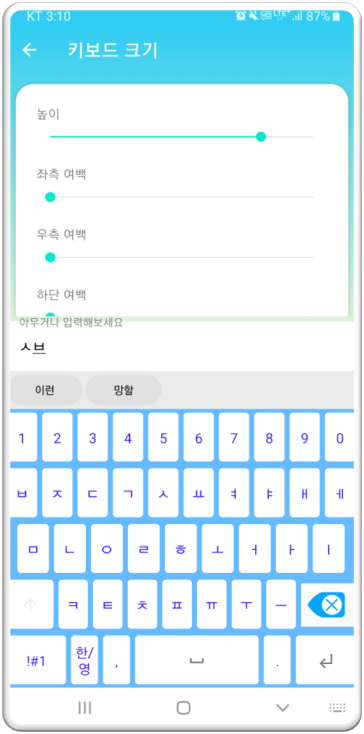 KT 3:10 LTE+ 87%
키보드 크기
높이
좌측 여백
우측 여백
하단 여백
아무거나 입력해보세요
ㅅ브
이런 망할
1 2 3 4 5 6 7 8 9 0
ㅂ ㅈ ㄷ ㄱ ㅅ ㅛ ㅕ ㅑ ㅐ ㅔ
ㅁ ㄴ ㅇ ㄹ ㅎ ㅗ ㅓ ㅏ ㅣ
ㅋ ㅌ ㅊ ㅍ ㅠ ㅜ ㅡ
!#1 한/영 , .